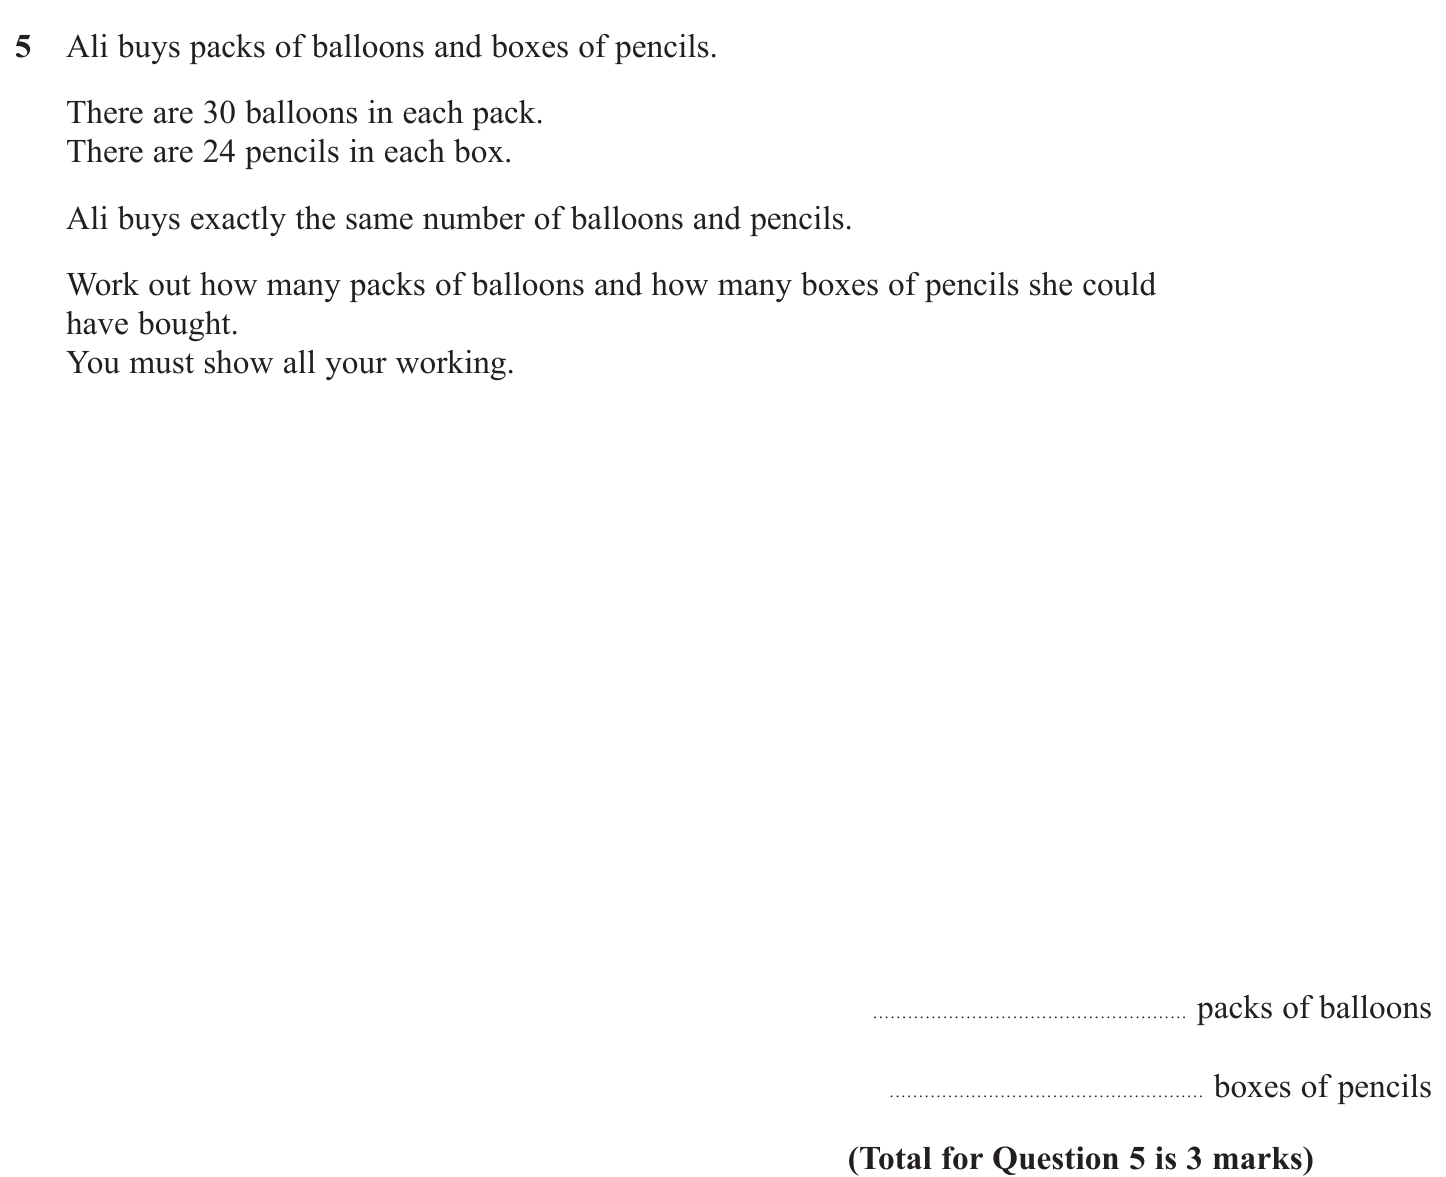 5 Ali buys packs of balloons and boxes of pencils.
There are 30 balloons in each pack.
There are 24 pencils in each box.
Ali buys exactly the same number of balloons and pencils.
Work out how many packs of balloons and how many boxes of pencils she could
have bought.
You must show all your working.
...................................................... packs of balloons
...................................................... boxes of pencils
(Total for Question 5 is 3 marks)